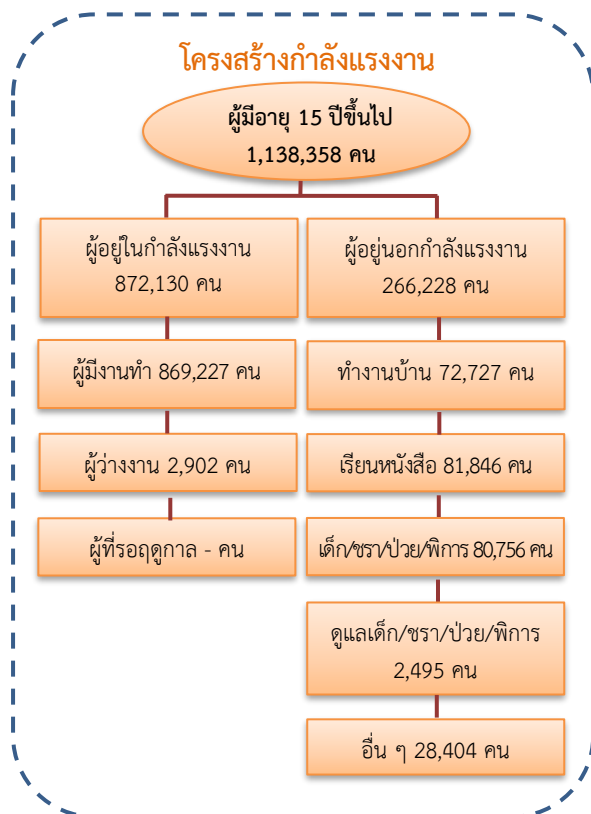 โครงสร้างกำลังแรงงาน
ผู้มีอายุ 15 ปีขึ้นไป
1,138,358 คน
ผู้อยู่ในกำลังแรงงาน
872,130 คน
ผู้มีงานทำ 869,227 คน
ผู้ว่างงาน 2,902 คน
ผู้ที่รอฤดูกาล - คน
ผู้อยู่นอกกำลังแรงงาน
266,228 คน
ทำงานบ้าน 72,727 คน
เรียนหนังสือ 81,846 คน
เด็ก/ชรา/ป่วย/พิการ 80,756 คน
ดูแลเด็ก/ชรา/ป่วย/พิการ
2,495 คน
อื่น ๆ 28,404 คน